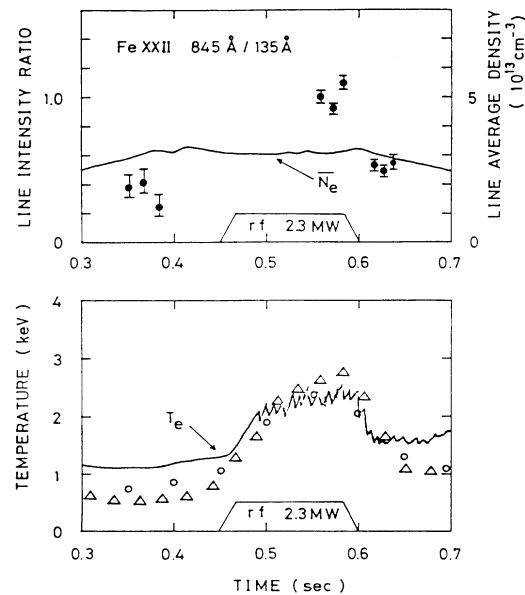 Fe XXII 845 Å / 135 Å
LINE INTENSITY RATIO
1.0
0
LINE AVERAGE DENSITY
( 10^13 cm^-3 )
5
0
N̅e
rf 2.3 MW
0.3 0.4 0.5 0.6 0.7
TEMPERATURE ( keV )
4
3
2
1
0
Te
rf 2.3 MW
0.3 0.4 0.5 0.6 0.7
TIME ( sec )